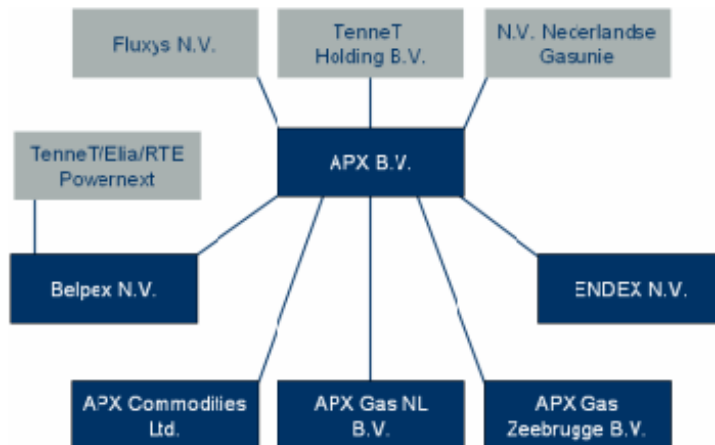 Fluxys N.V.
TenneT
Holding B.V.
N.V. Nederlandse
Gasunie
APX B.V.
TenneT/Elia/RTE
Powernext
Belpex N.V.
ENDEX N.V.
APX Commodities
Ltd.
APX Gas NL
B.V.
APX Gas
Zeebrugge B.V.